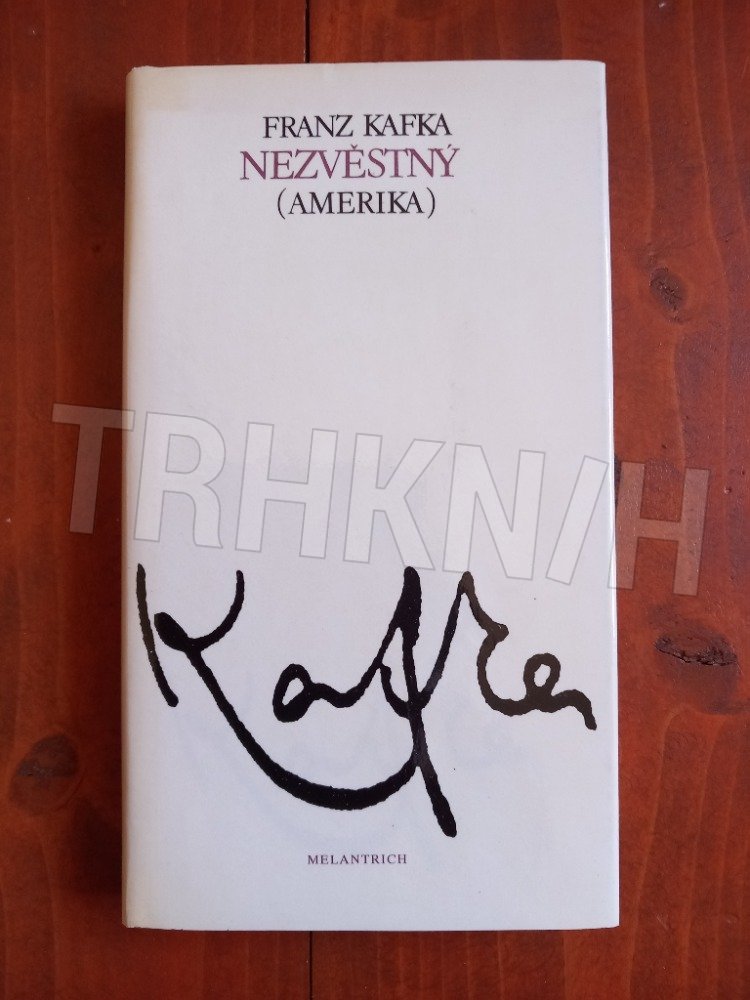 FRANZ KAFKA
NEZVĚSTNÝ
(AMERIKA)
TRHKNIH
Kafka
MELANTRICH